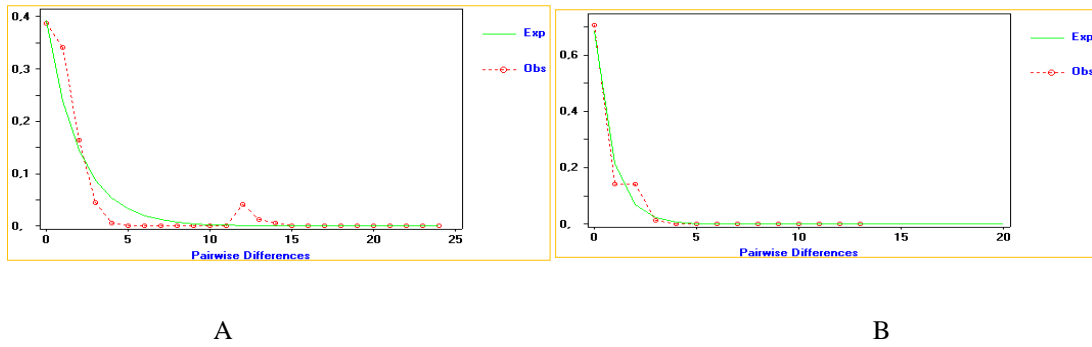 0,4
0,3
0,2
0,1
0,
0 5 10 15 20 25
Pairwise Differences
Exp
Obs
0,6
0,4
0,2
0,
0 5 10 15 20
Pairwise Differences
Exp
Obs
A B